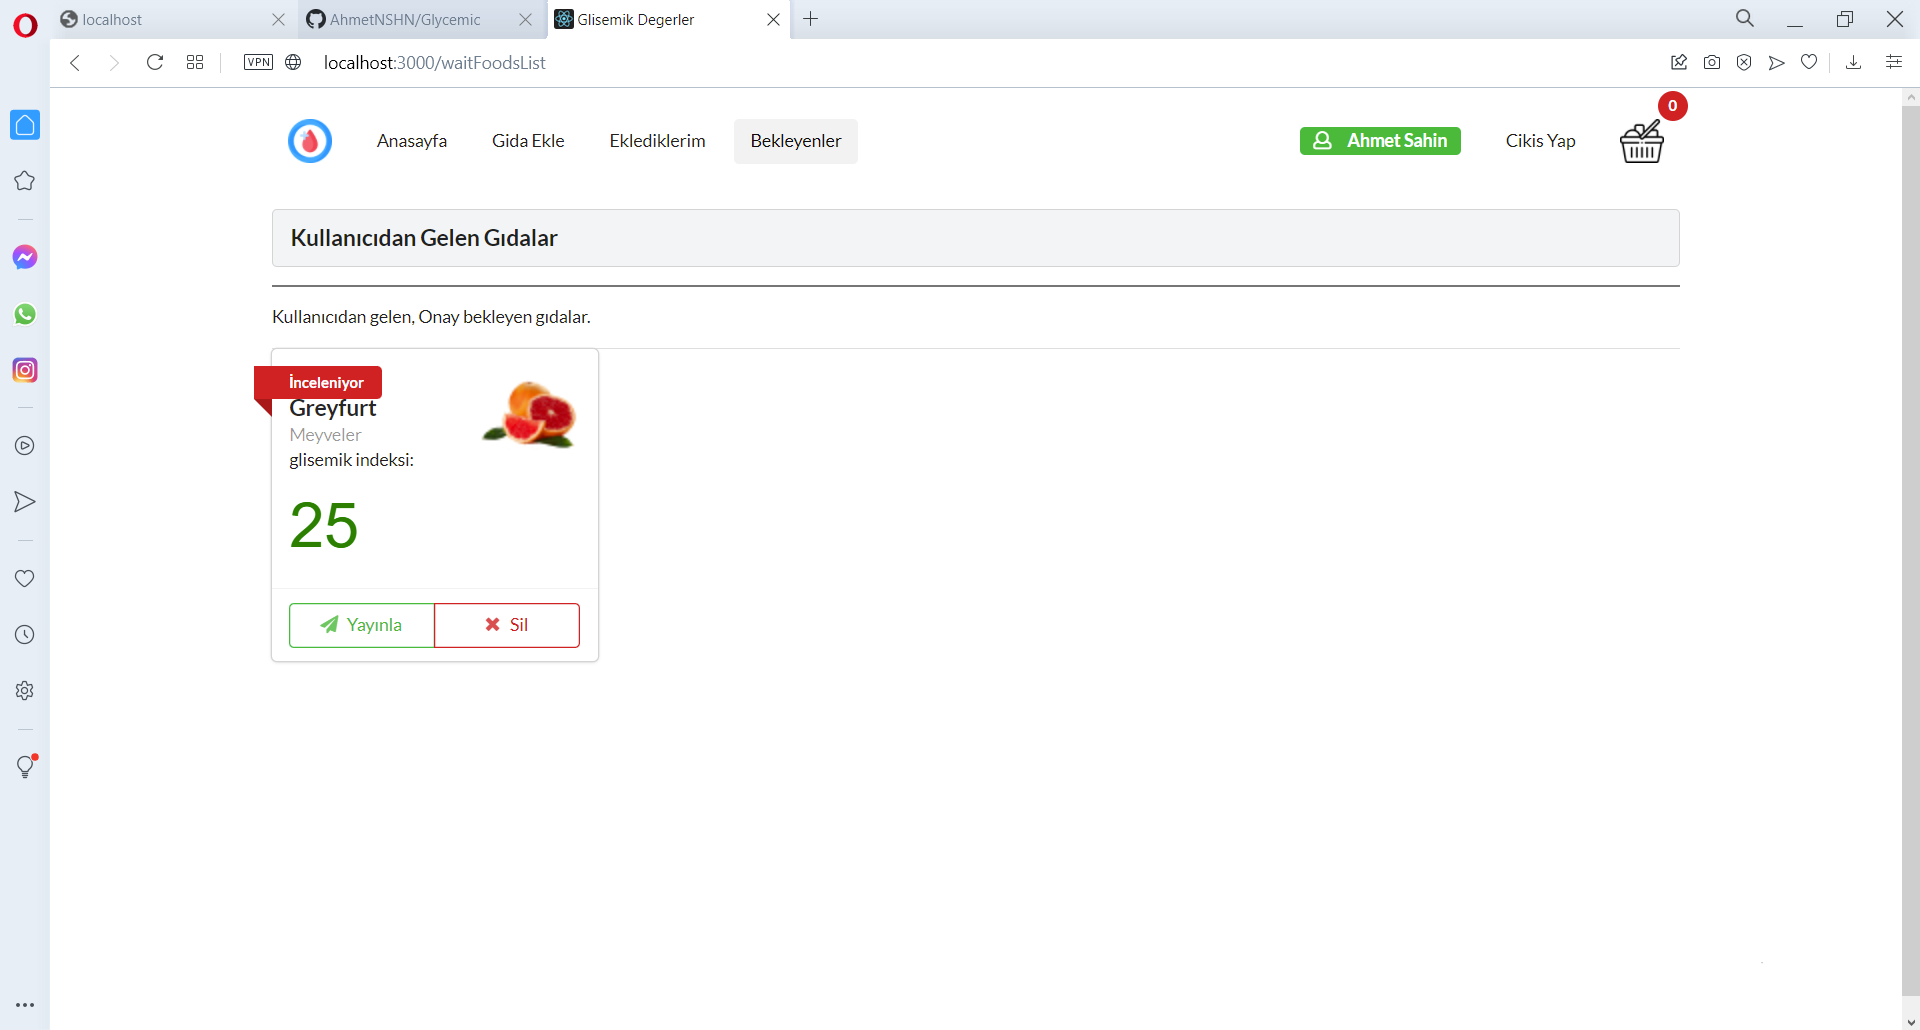 localhost
AhmetNSHN/Glycemic
Glisemik Degerler
VPN
localhost:3000/waitFoodsList
0
Anasayfa
Gida Ekle
Eklediklerim
Bekleyenler
Ahmet Sahin
Cikis Yap
Kullanıcıdan Gelen Gıdalar
Kullanıcıdan gelen, Onay bekleyen gıdalar.
İnceleniyor
Greyfurt
Meyveler
glisemik indeksi:
25
Yayınla
Sil